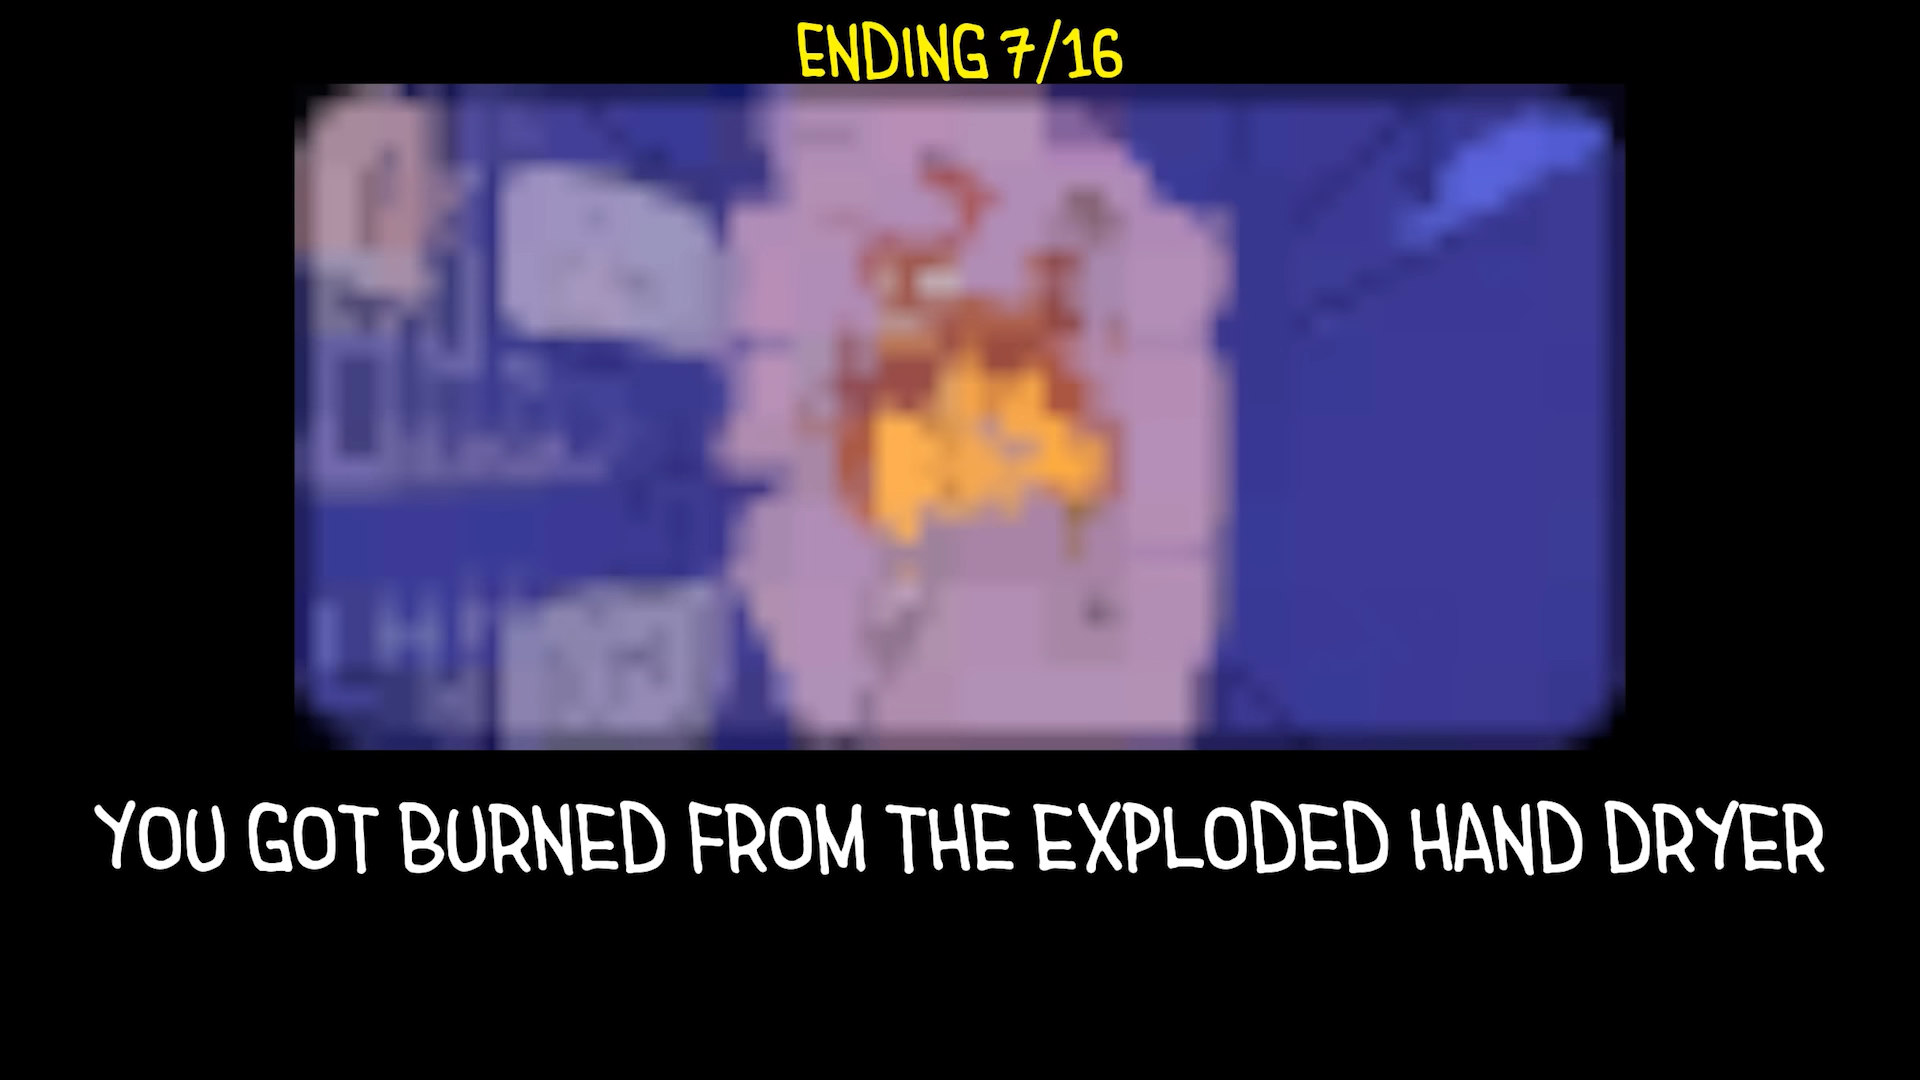 ENDING 7/16
YOU GOT BURNED FROM THE EXPLODED HAND DRYER